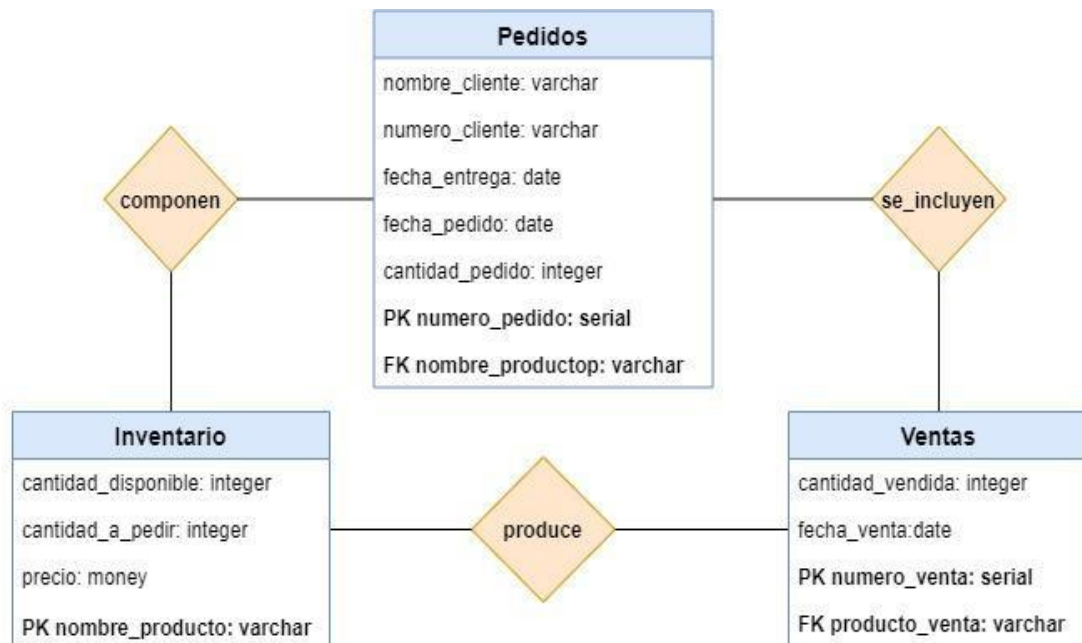 Pedidos
nombre_cliente: varchar
numero_cliente: varchar
fecha_entrega: date
fecha_pedido: date
cantidad_pedido: integer
PK numero_pedido: serial
FK nombre_productop: varchar
componen
se_incluyen
Inventario
cantidad_disponible: integer
cantidad_a_pedir: integer
precio: money
PK nombre_producto: varchar
produce
Ventas
cantidad_vendida: integer
fecha_venta:date
PK numero_venta: serial
FK producto_venta: varchar